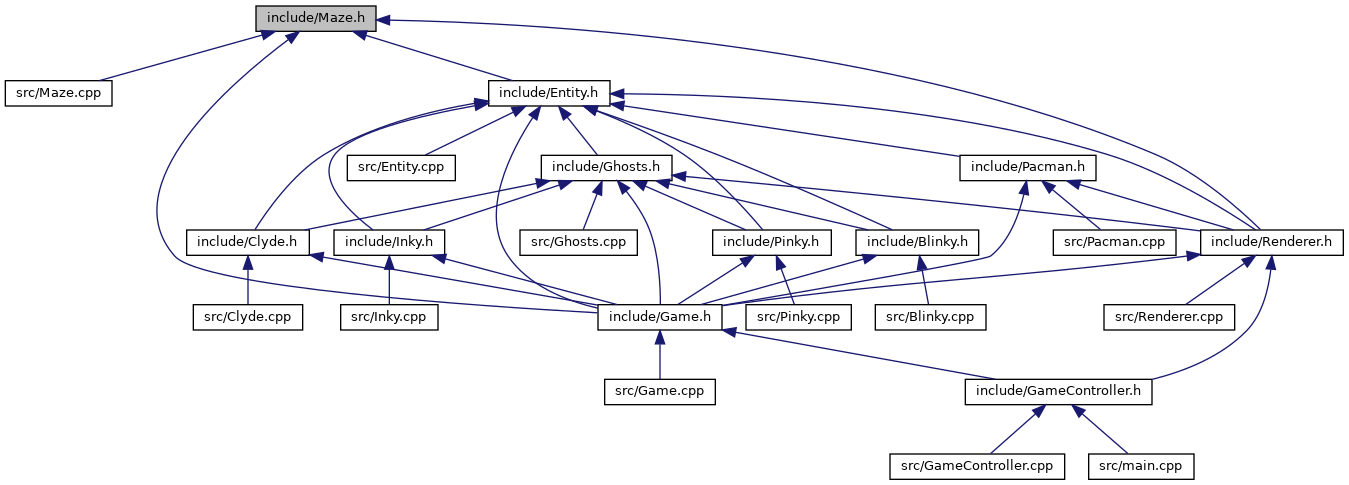 include/Maze.h
src/Maze.cpp
include/Entity.h
src/Entity.cpp
include/Ghosts.h
include/Pacman.h
include/Clyde.h
include/Inky.h
src/Ghosts.cpp
include/Pinky.h
include/Blinky.h
src/Pacman.cpp
include/Renderer.h
src/Clyde.cpp
src/Inky.cpp
include/Game.h
src/Pinky.cpp
src/Blinky.cpp
src/Renderer.cpp
src/Game.cpp
include/GameController.h
src/GameController.cpp
src/main.cpp